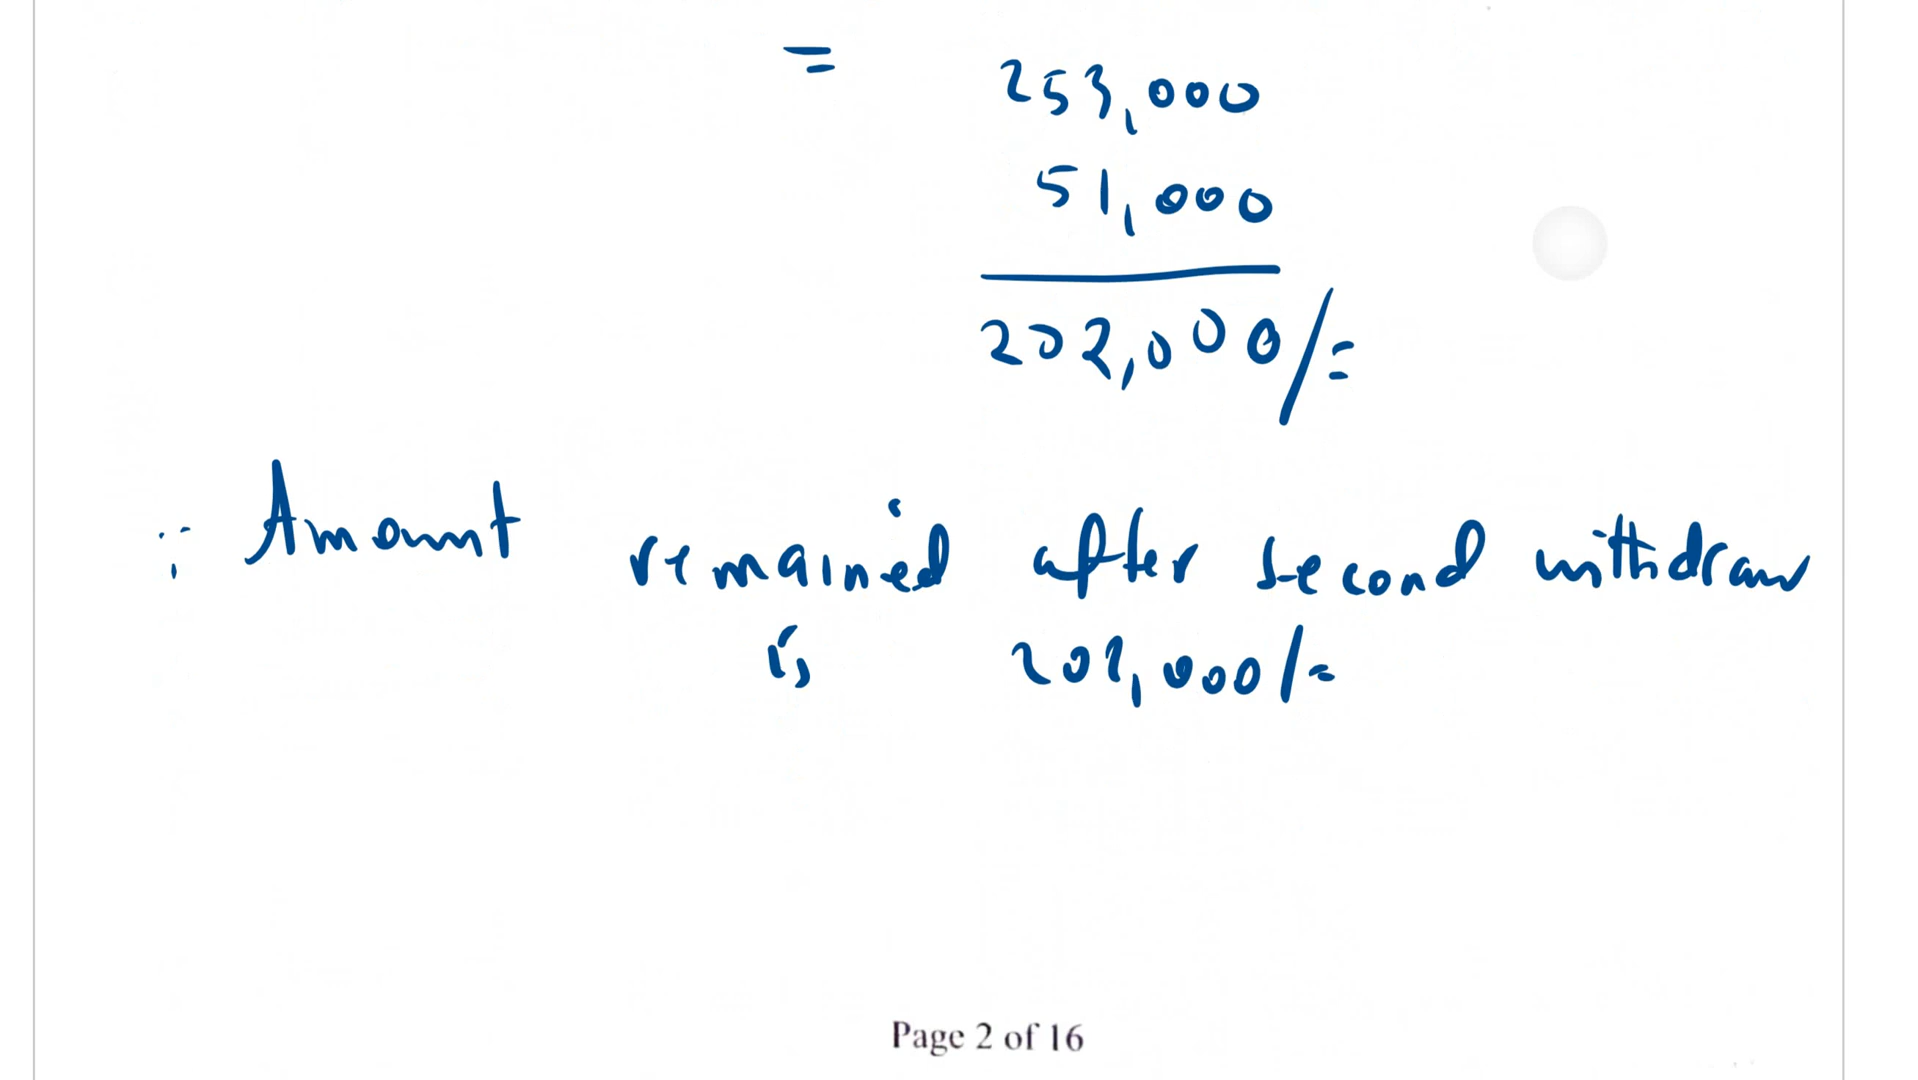 =
253,000
51,000
202,000/=
∴ Amount remained after second withdraw
is 202,000/=
Page 2 of 16